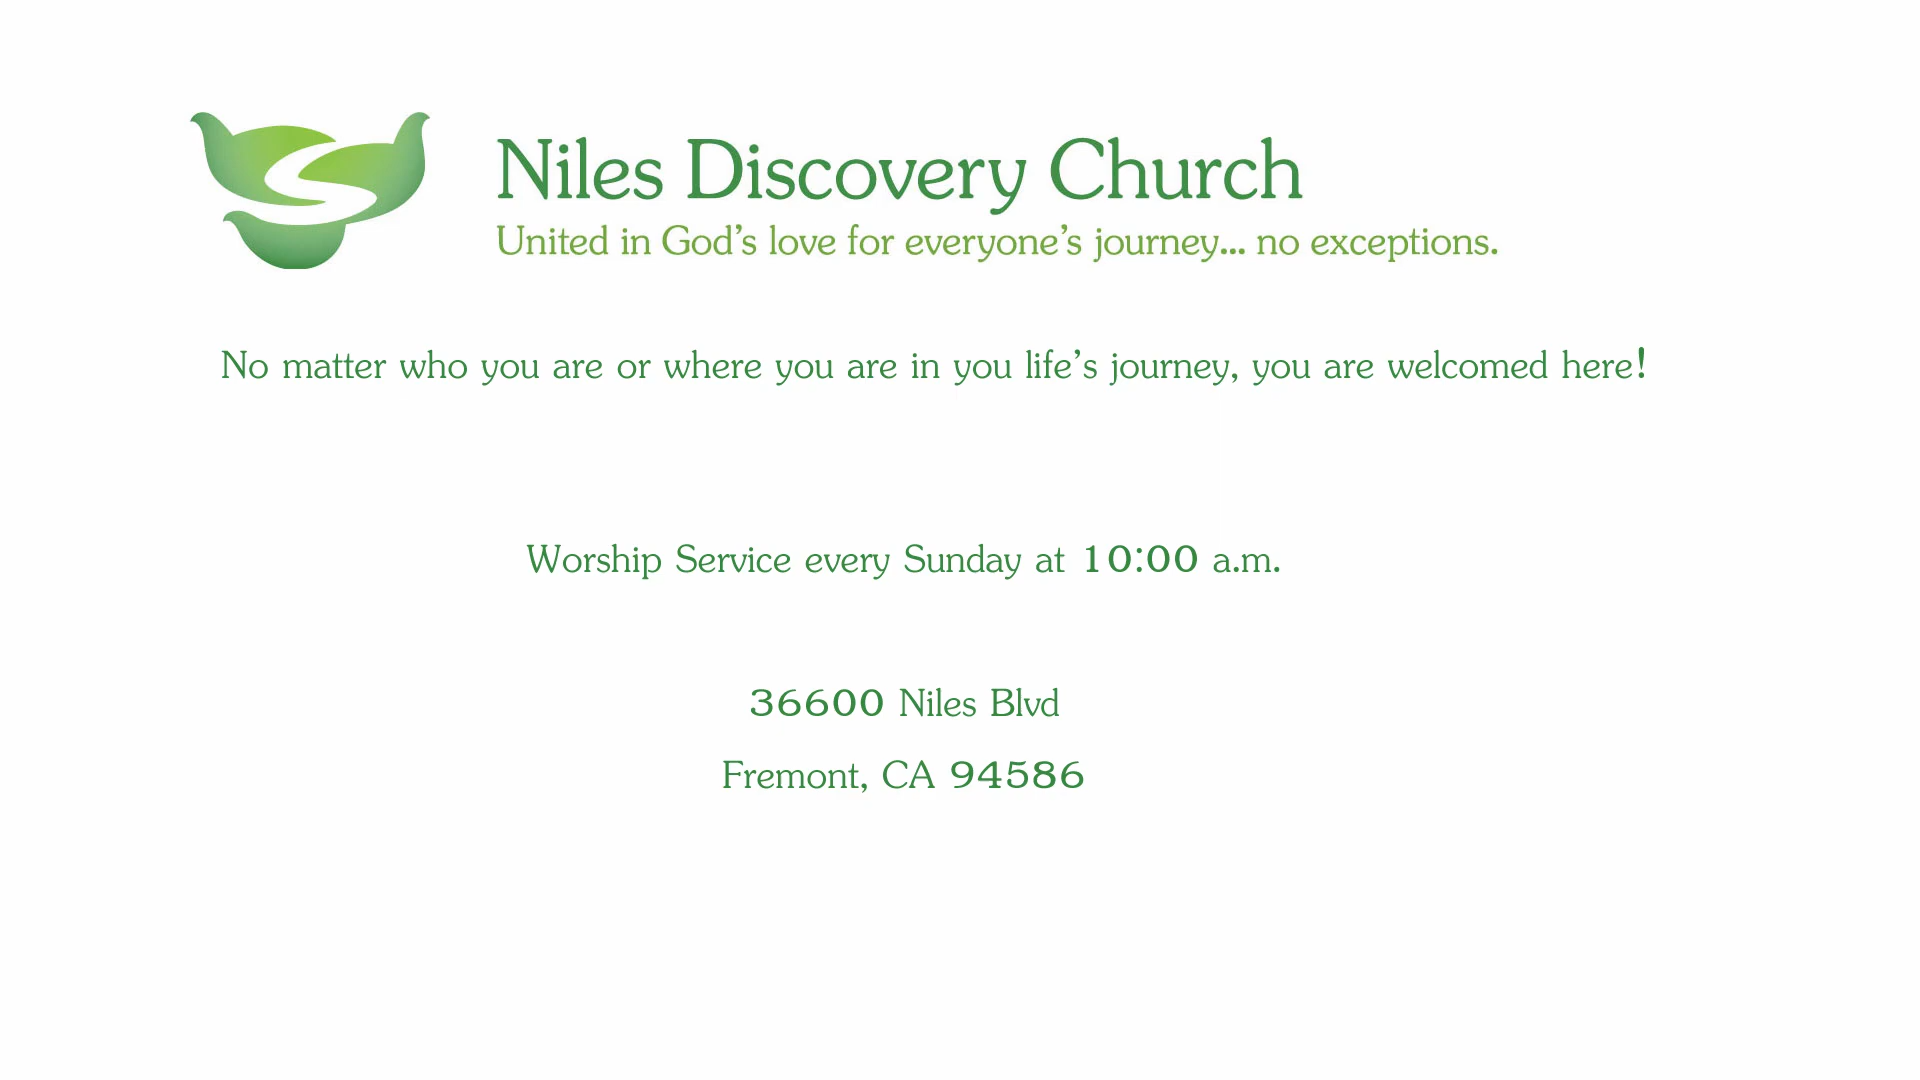 Niles Discovery Church
United in God's love for everyone's journey... no exceptions.
No matter who you are or where you are in you life's journey, you are welcomed here!
Worship Service every Sunday at 10:00 a.m.
36600 Niles Blvd
Fremont, CA 94586